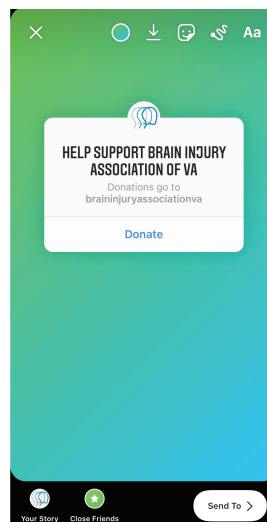 Aa
HELP SUPPORT BRAIN INJURY
ASSOCIATION OF VA
Donations go to
braininjuryassociationva
Donate
Your Story Close Friends
Send To